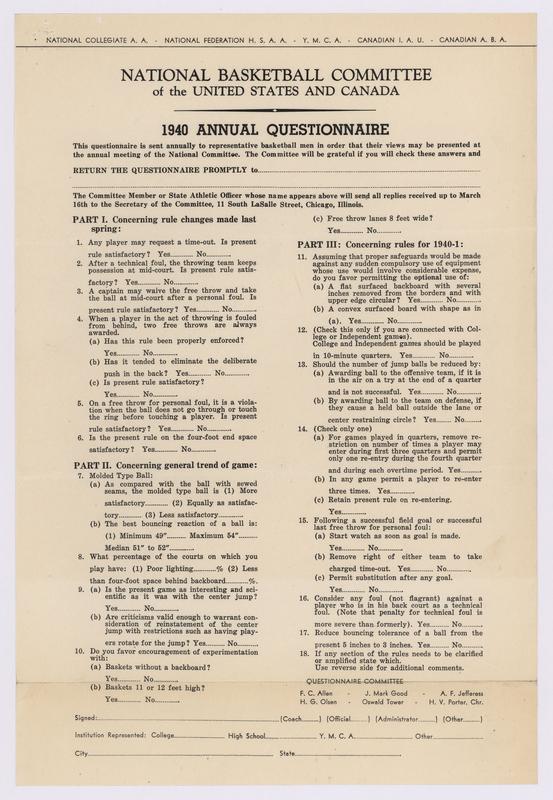 NATIONAL COLLEGIATE A. A. - NATIONAL FEDERATION H. S. A. A. - Y. M. C. A. - CANADIAN I. A. U. - CANADIAN A. B. A.
NATIONAL BASKETBALL COMMITTEE
of the UNITED STATES AND CANADA
1940 ANNUAL QUESTIONNAIRE
This questionnaire is sent annually to representative basketball men in order that their views may be presented at
the annual meeting of the National Committee. The Committee will be grateful if you will check these answers and
RETURN THE QUESTIONNAIRE PROMPTLY to..........
The Committee Member or State Athletic Officer whose name appears above will send all replies received up to March
16th to the Secretary of the Committee, 11 South LaSalle Street, Chicago, Illinois.
PART I. Concerning rule changes made last
spring:
1. Any player may request a time-out. Is present
rule satisfactory? Yes.......... No..........
2. After a technical foul, the throwing team keeps
possession at mid-court. Is present rule satis-
factory? Yes.......... No..........
3. A captain may waive the free throw and take
the ball at midcourt after a personal foul. Is
present rule satisfactory? Yes.......... No..........
4. When a player in the act of throwing is fouled
from behind, two free throws are always
awarded.
(a) Has this rule been properly enforced?
Yes.......... No..........
(b) Has it tended to eliminate the deliberate
push in the back? Yes.......... No..........
(c) Is present rule satisfactory?
Yes.......... No..........
5. On a free throw for personal foul, it is a viola-
tion when the ball does not go through or touch
the ring before touching a player. Is present
rule satisfactory? Yes.......... No..........
6. Is the present rule on the four-foot end space
satisfactory? Yes.......... No..........
PART II. Concerning general trend of game:
7. Molded Type Ball:
(a) As compared with the ball with sewed
seams, the molded type ball is (1) More
satisfactory.......... (2) Equally as satisfac-
tory.......... (3) Less satisfactory..........
(b) The best bouncing reaction of a ball is:
(1) Minimum 49".......... Maximum 54"..........
Median 51" to 52"..........
8. What percentage of the courts on which you
play have: (1) Poor lighting..........% (2) Less
than four-foot space behind backboard..........%.
9. (a) Is the present game as interesting and sci-
entific as it was with the center jump?
Yes.......... No..........
(b) Are criticisms valid enough to warrant con-
sideration of reinstatement of the center
jump with restrictions such as having play-
ers rotate for the jump? Yes.......... No..........
10. Do you favor encouragement of experimentation
with:
(a) Baskets without a backboard?
Yes.......... No..........
(b) Baskets 11 or 12 feet high?
Yes.......... No..........
(c) Free throw lanes 8 feet wide?
Yes.......... No..........
PART III: Concerning rules for 1940-1:
11. Assuming that proper safeguards would be made
against any sudden compulsory use of equipment
whose use would involve considerable expense,
do you favor permitting the optional use of:
(a) A flat surfaced backboard with several
inches removed from the borders and with
upper edge circular? Yes.......... No..........
(b) A convex surfaced board with shape as in
(a). Yes.......... No..........
12. (Check this only if you are connected with Col-
lege or Independent games).
College and Independent games should be played
in 10-minute quarters. Yes.......... No..........
13. Should the number of jump balls be reduced by:
(a) Awarding ball to the offensive team, if it is
in the air on a try at the end of a quarter
and is not successful. Yes.......... No..........
(b) By awarding ball to the team on defense, if
they cause a held ball outside the lane or
center restraining circle? Yes.......... No..........
14. (Check only one)
(a) For games played in quarters, remove re-
striction on number of times a player may
enter during first three quarters and permit
only one re-entry during the fourth quarter
and during each overtime period. Yes..........
(b) In any game permit a player to re-enter
three times. Yes..........
(c) Retain present rule on re-entering.
Yes..........
15. Following a successful field goal or successful
last free throw for personal foul:
(a) Start watch as soon as goal is made.
Yes.......... No..........
(b) Remove right of either team to take
charged time-out. Yes.......... No..........
(c) Permit substitution after any goal.
Yes.......... No..........
16. Consider any foul (not flagrant) against a
player who is in his back court as a technical
foul. (Note that penalty for technical foul is
more severe than formerly). Yes.......... No..........
17. Reduce bouncing tolerance of a ball from the
present 5 inches to 3 inches. Yes.......... No..........
18. If any section of the rules needs to be clarified
or amplified state which.
Use reverse side for additional comments.
QUESTIONNAIRE COMMITTEE
F. C. Allen - J. Mark Good - A. F. Jefferess
H. G. Olsen - Oswald Tower - H. V. Porter, Chr.
Signed:..........(Coach..........) (Official..........) (Administrator..........) (Other..........)
Institution Represented: College.......... High School.......... Y. M. C. A. .......... Other..........
City.......... State..........